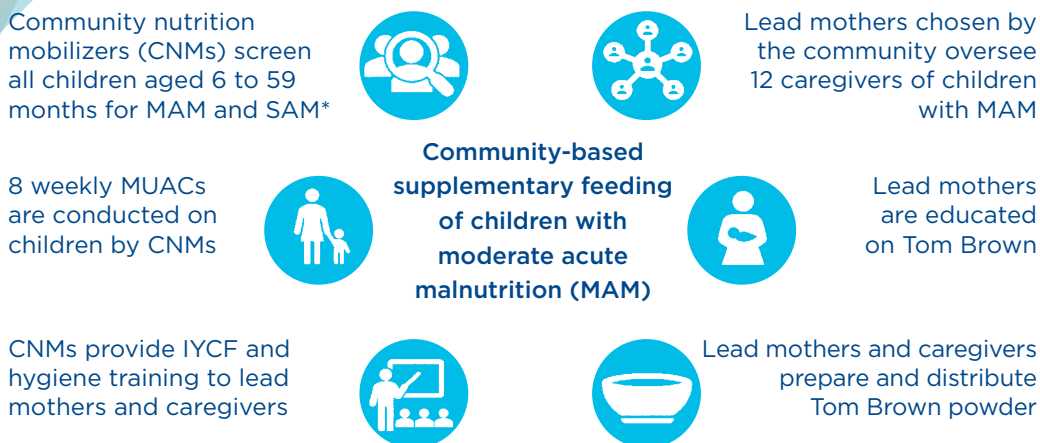 Community nutrition
mobilizers (CNMs) screen
all children aged 6 to 59
months for MAM and SAM*
Lead mothers chosen by
the community oversee
12 caregivers of children
with MAM
Community-based
supplementary feeding
of children with
moderate acute
malnutrition (MAM)
8 weekly MUACs
are conducted on
children by CNMs
Lead mothers
are educated
on Tom Brown
CNMs provide IYCF and
hygiene training to lead
mothers and caregivers
Lead mothers and caregivers
prepare and distribute
Tom Brown powder